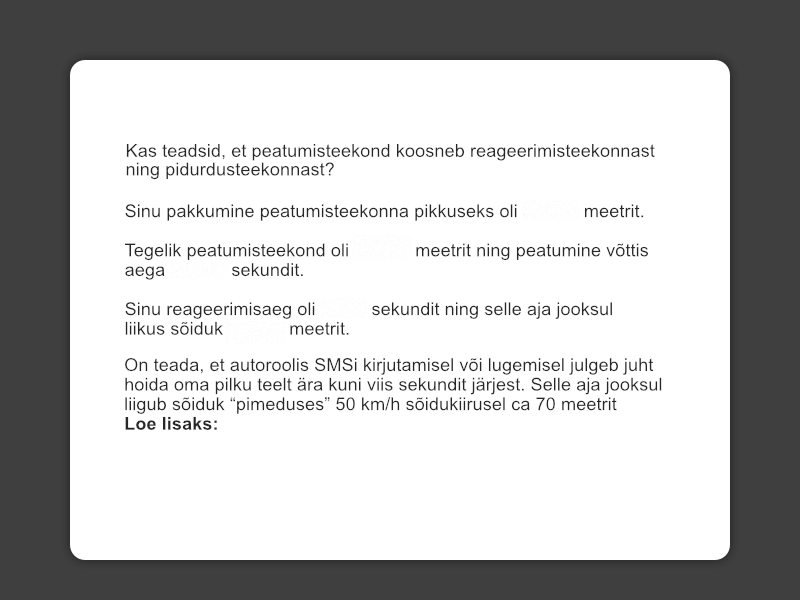 Kas teadsid, et peatumisteekond koosneb reageerimisteekonnast
ning pidurdusteekonnast?
Sinu pakkumine peatumisteekonna pikkuseks oli meetrit.
Tegelik peatumisteekond oli meetrit ning peatumine võttis
aega sekundit.
Sinu reageerimisaeg oli sekundit ning selle aja jooksul
liikus sõiduk meetrit.
On teada, et autoroolis SMSi kirjutamisel või lugemisel julgeb juht
hoida oma pilku teelt ära kuni viis sekundit järjest. Selle aja jooksul
liigub sõiduk “pimeduses” 50 km/h sõidukiirusel ca 70 meetrit
Loe lisaks: